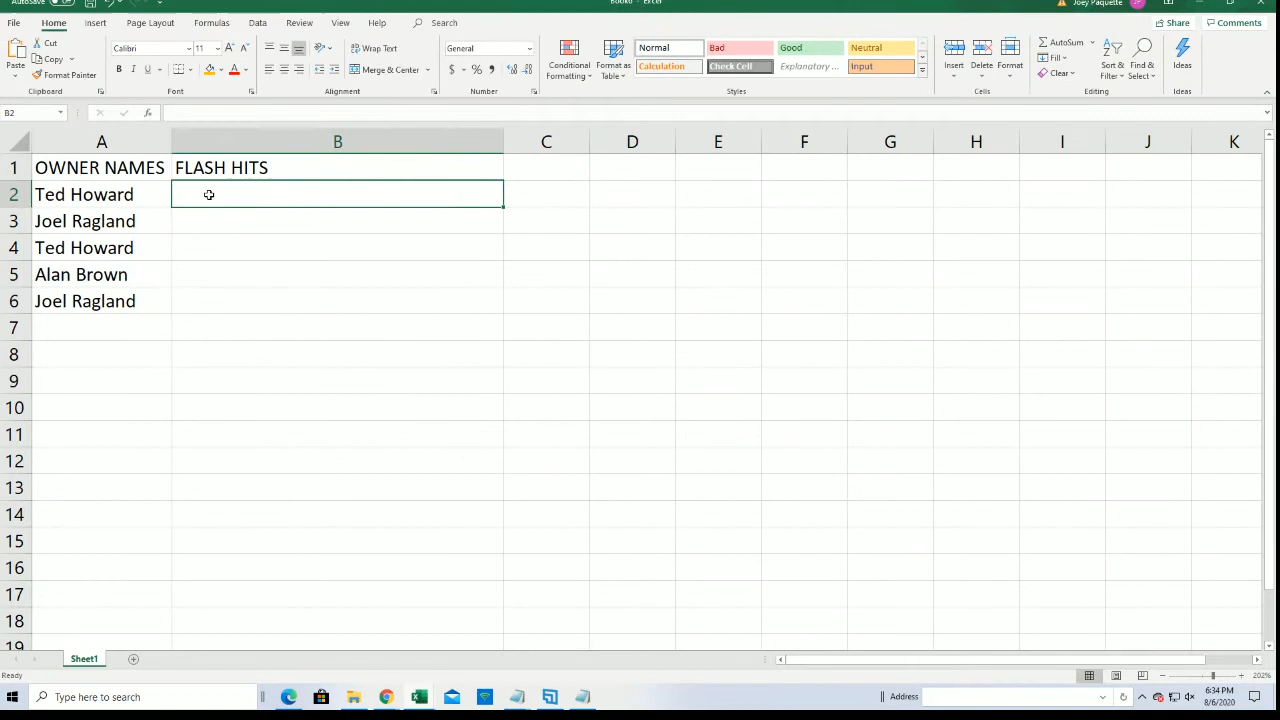 AutoSave Off
Book6 - Excel
Joey Paquette
File Home Insert Page Layout Formulas Data Review View Help Search
Share Comments
Paste
Cut
Copy
Format Painter
Calibri 11
B I U
Wrap Text
Merge & Center
General
$ % ,
Conditional Formatting
Format as Table
Normal Bad Good Neutral
Calculation Check Cell Explanatory ... Input
Insert Delete Format
AutoSum
Fill
Clear
Sort & Filter
Find & Select
Ideas
Clipboard Font Alignment Number Styles Cells Editing Ideas
B2 fx
A B C D E F G H I J K
1 OWNER NAMES FLASH HITS
2 Ted Howard
3 Joel Ragland
4 Ted Howard
5 Alan Brown
6 Joel Ragland
7
8
9
10
11
12
13
14
15
16
17
18
19
Sheet1
Ready
202%
Type here to search
Address
6:34 PM
8/6/2020